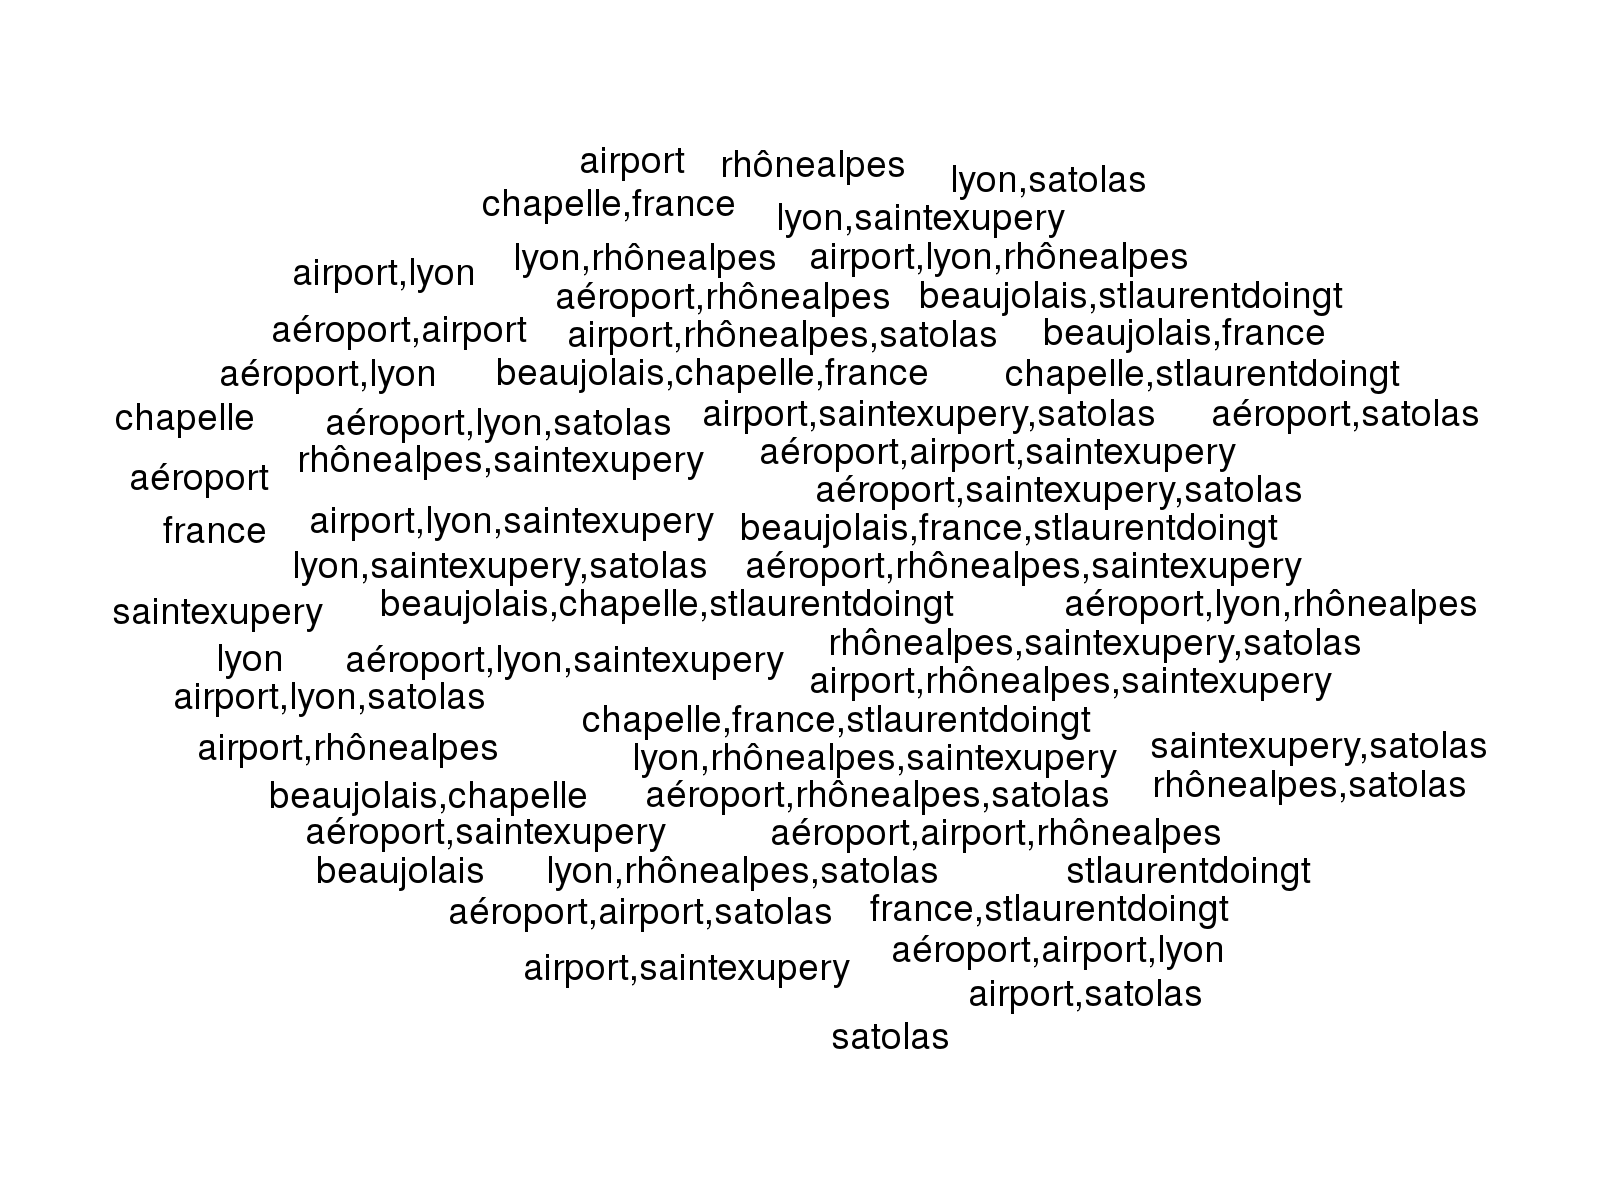 airport rhônealpes lyon,satolas
chapelle,france lyon,saintexupery
airport,lyon lyon,rhônealpes airport,lyon,rhônealpes
aéroport,rhônealpes beaujolais,stlaurentdoingt
aéroport,airport airport,rhônealpes,satolas beaujolais,france
aéroport,lyon beaujolais,chapelle,france chapelle,stlaurentdoingt
chapelle aéroport,lyon,satolas airport,saintexupery,satolas aéroport,satolas
rhônealpes,saintexupery aéroport,airport,saintexupery
aéroport aéroport,saintexupery,satolas
france airport,lyon,saintexupery beaujolais,france,stlaurentdoingt
lyon,saintexupery,satolas aéroport,rhônealpes,saintexupery
saintexupery beaujolais,chapelle,stlaurentdoingt aéroport,lyon,rhônealpes
rhônealpes,saintexupery,satolas
lyon aéroport,lyon,saintexupery
airport,lyon,satolas airport,rhônealpes,saintexupery
chapelle,france,stlaurentdoingt
airport,rhônealpes lyon,rhônealpes,saintexupery saintexupery,satolas
rhônealpes,satolas
beaujolais,chapelle aéroport,rhônealpes,satolas
aéroport,saintexupery aéroport,airport,rhônealpes
beaujolais lyon,rhônealpes,satolas stlaurentdoingt
aéroport,airport,satolas france,stlaurentdoingt
aéroport,airport,lyon
airport,saintexupery
airport,satolas
satolas